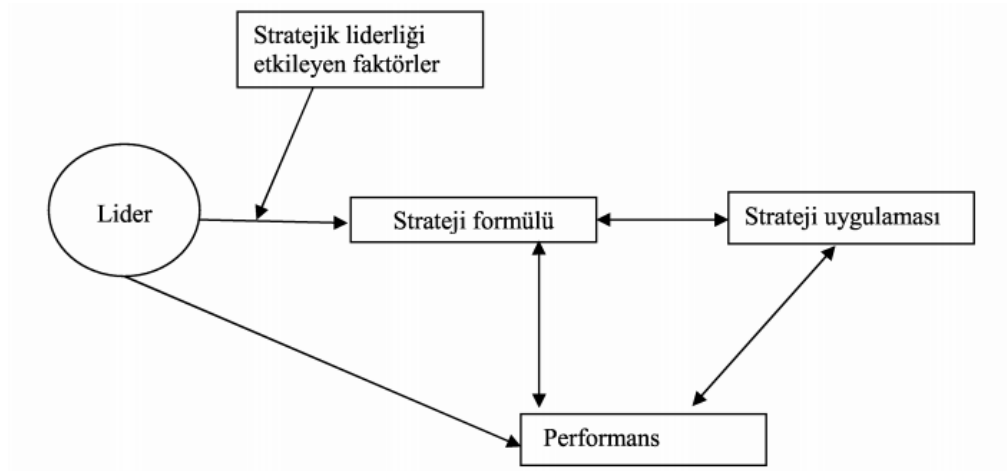 Stratejik liderliği
etkileyen faktörler
Lider
Strateji formülü
Strateji uygulaması
Performans